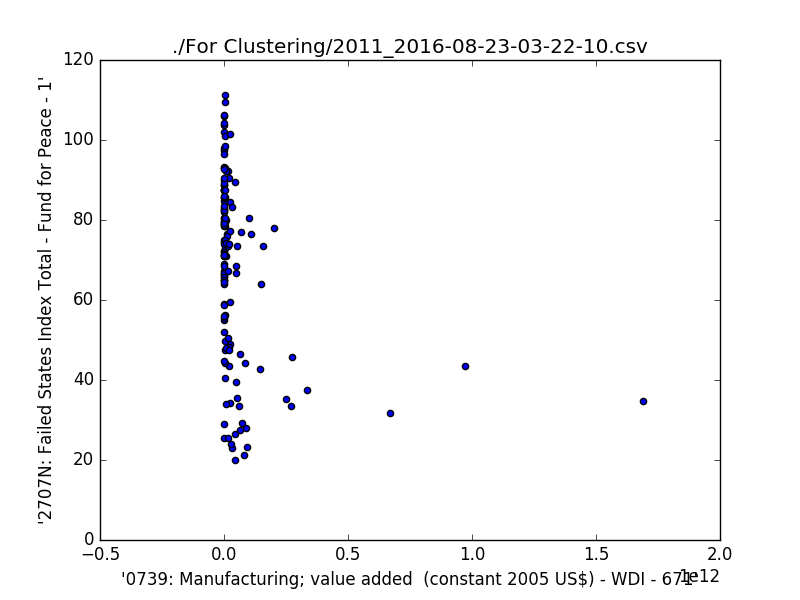 ./For Clustering/2011_2016-08-23-03-22-10.csv
120
100
80
60
40
20
0
'2707N: Failed States Index Total - Fund for Peace - 1'
−0.5 0.0 0.5 1.0 1.5 2.0
1e12
'0739: Manufacturing; value added (constant 2005 US$) - WDI - 671'